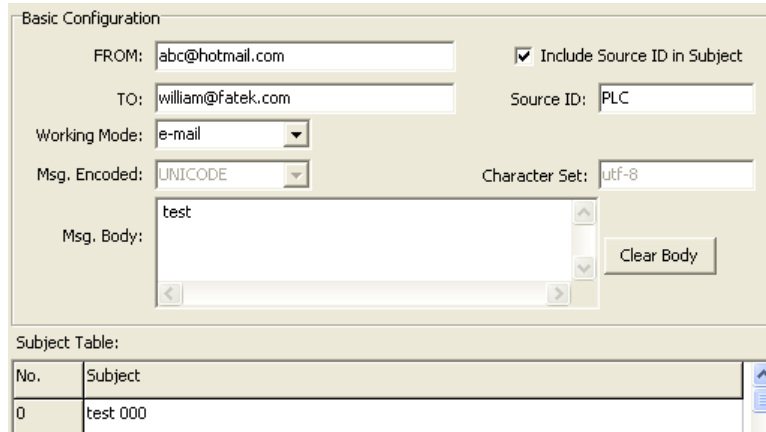 Basic Configuration
FROM: abc@hotmail.com Include Source ID in Subject
TO: william@fatek.com Source ID: PLC
Working Mode: e-mail
Msg. Encoded: UNICODE Character Set: utf-8
Msg. Body: test Clear Body
Subject Table:
No. Subject
0 test 000